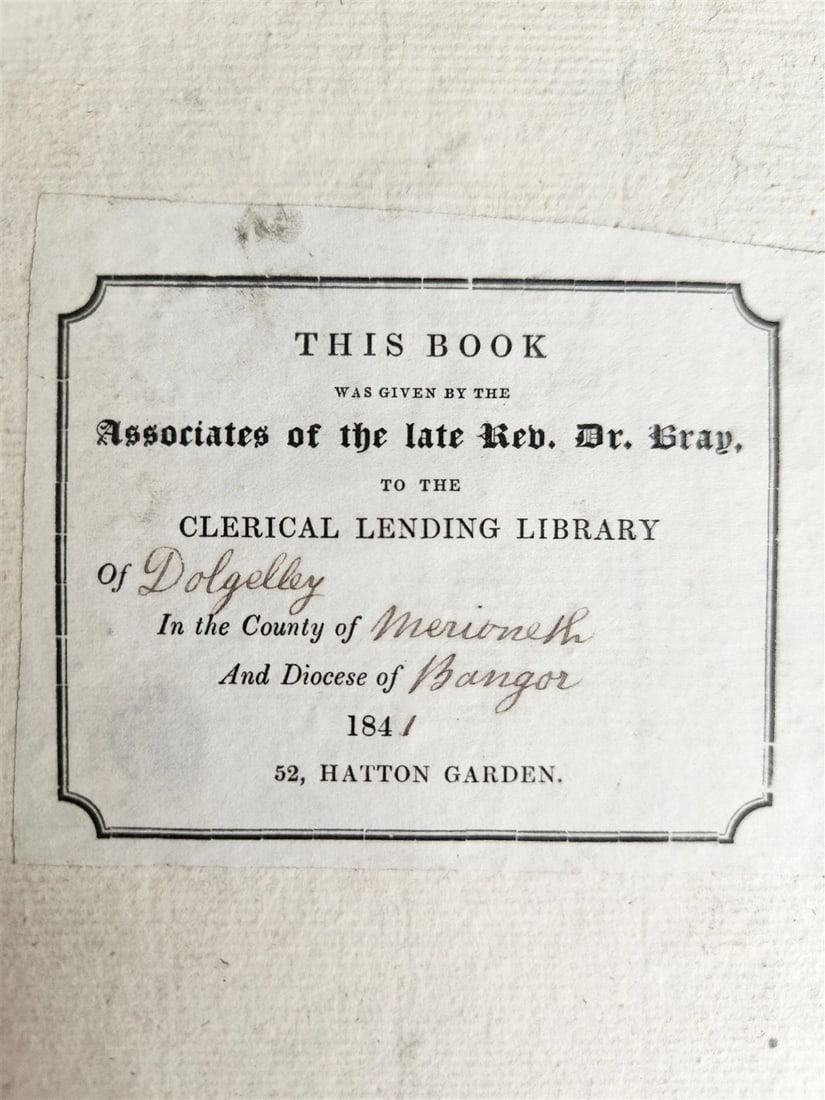 THIS BOOK
WAS GIVEN BY THE
Associates of the late Rev. Dr. Bray,
TO THE
CLERICAL LENDING LIBRARY
Of Dolgelley
In the County of Merioneth
And Diocese of Bangor
1841
52, HATTON GARDEN.